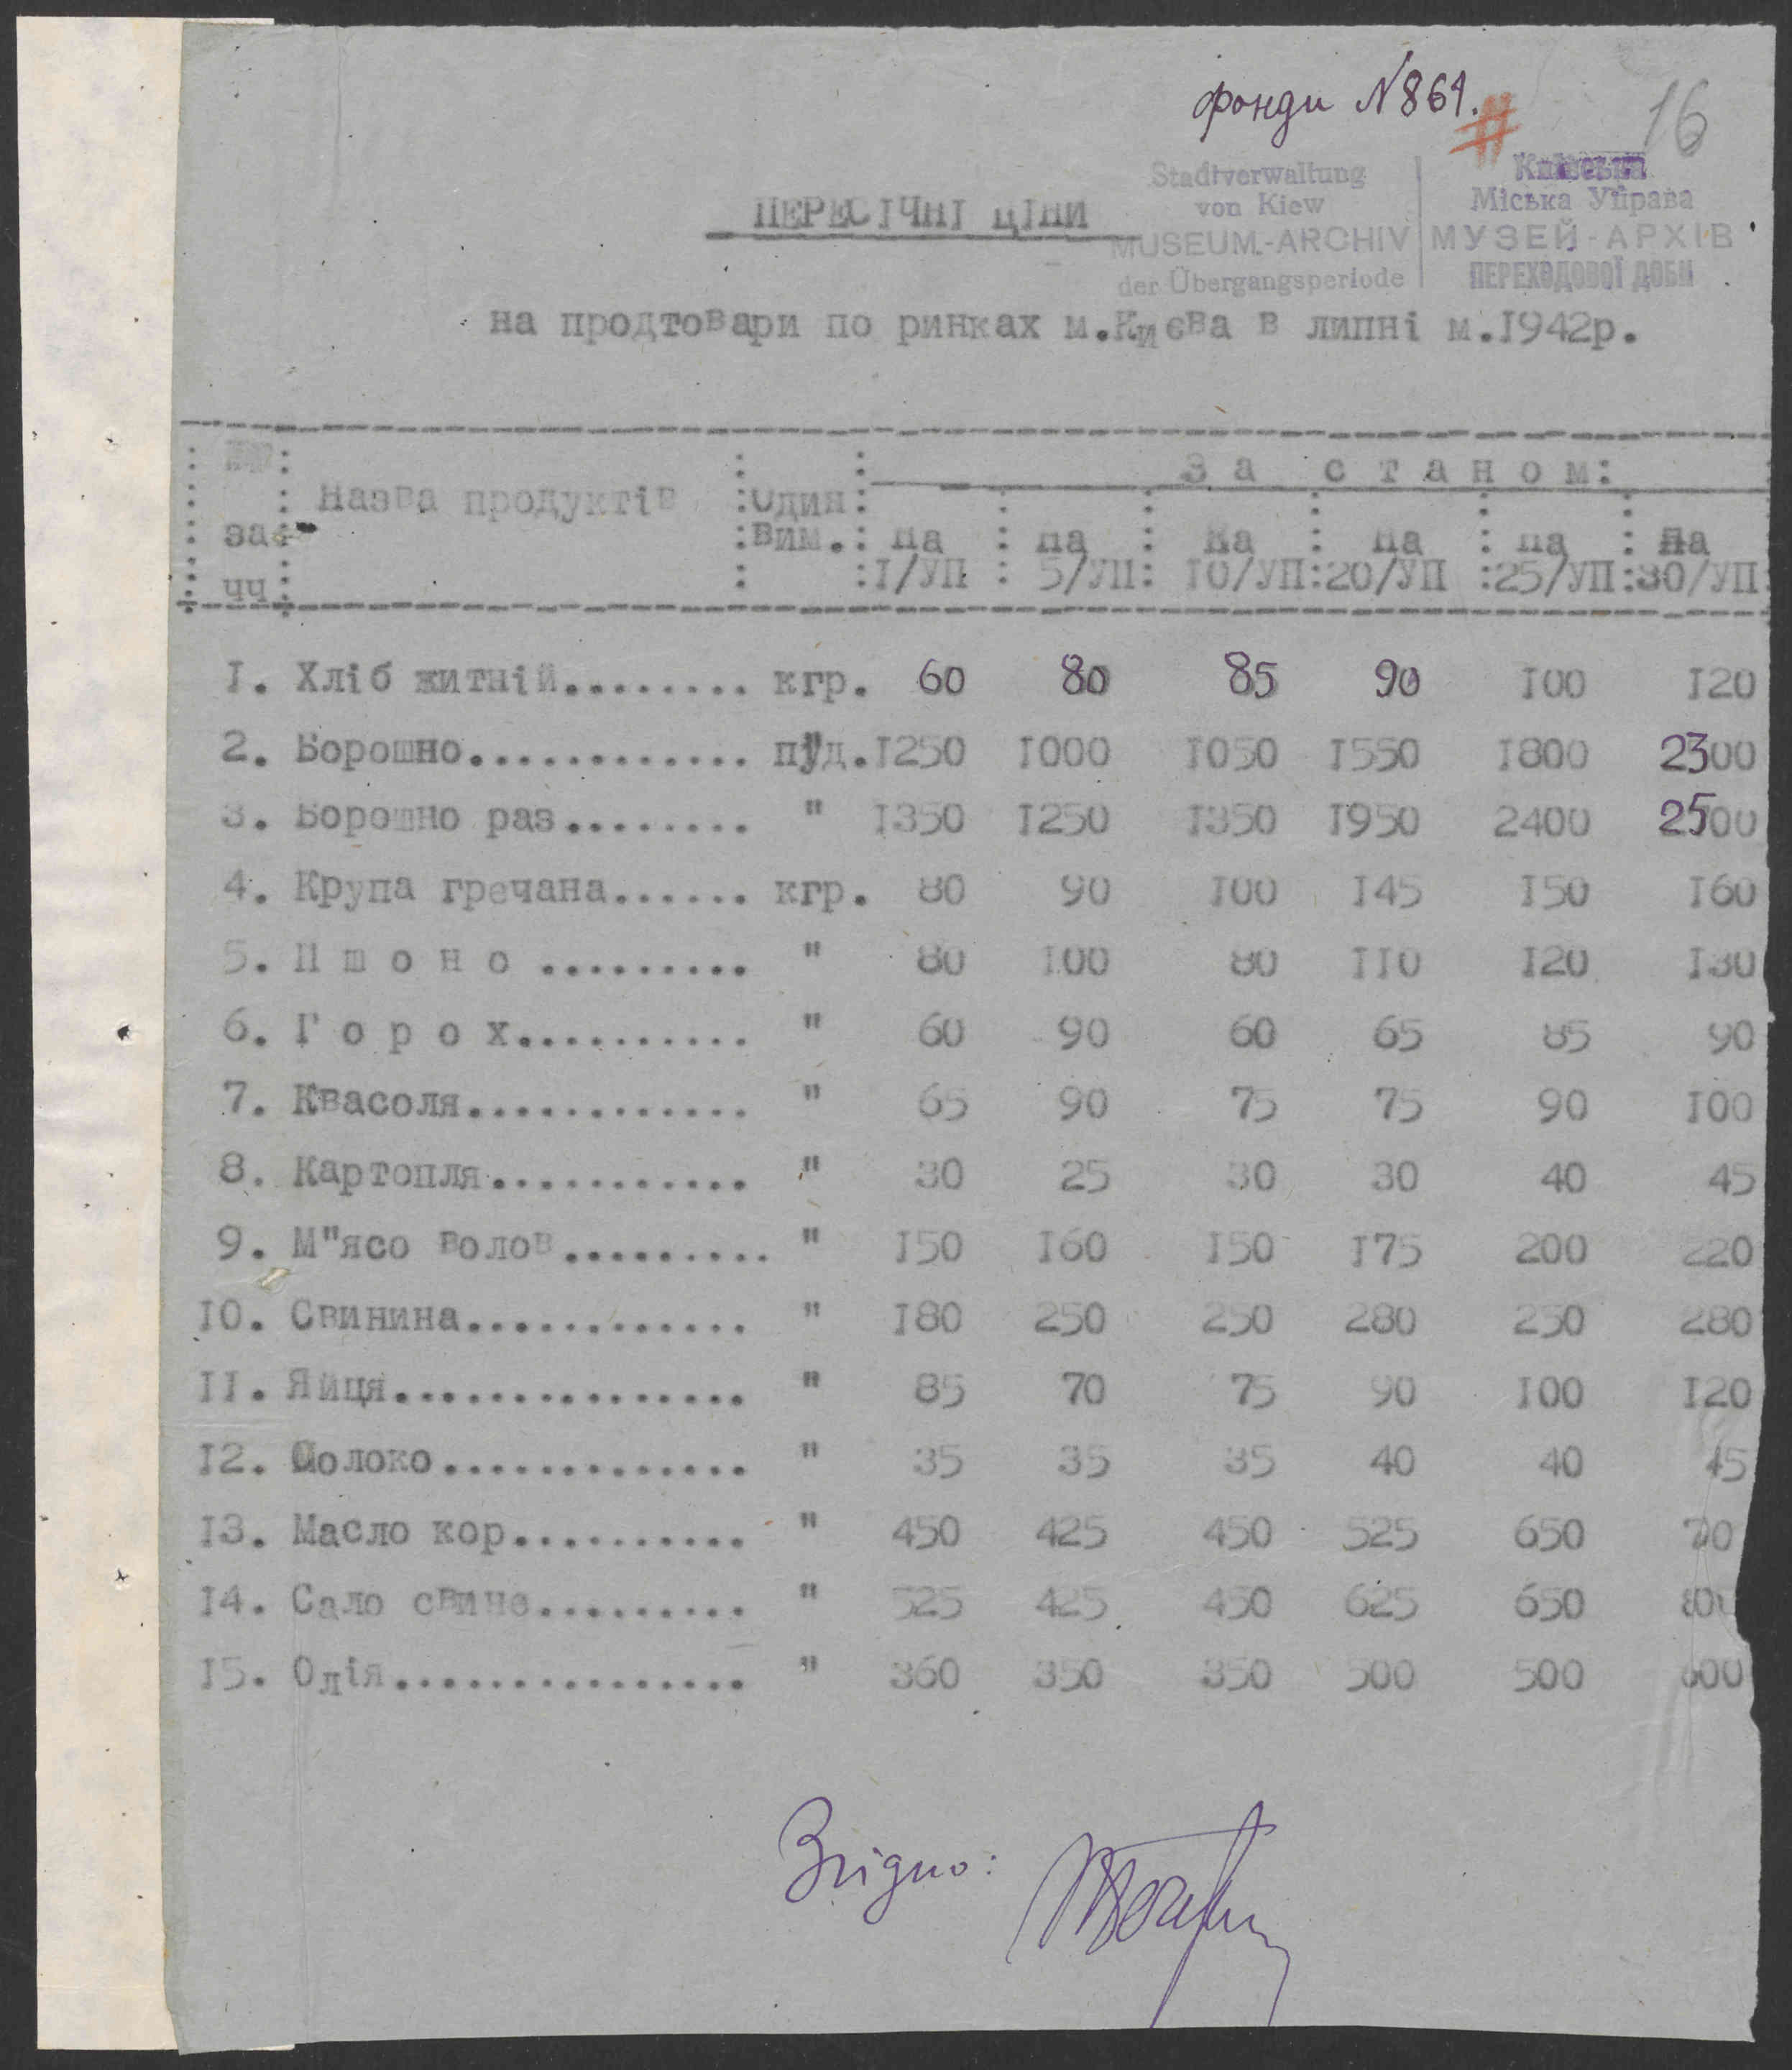 фонди N 861.
16
Stadtverwaltung von Kiew MUSEUM.-ARCHIV der Übergangsperiode
Київська Міська Управа МУЗЕЙ-АРХІВ ПЕРЕХОДОВОЇ ДОБИ
ПЕРЕСІЧНІ ЦІНИ
на продтовари по ринках м.Києва в липні м.1942р.
за чч : Назва продуктів : Один вим. : За станом:
на 1/УП : на 5/УП : на 10/УП : на 20/УП : на 25/УП : на 30/УП
1. Хліб житній........ кгр. 60 80 85 90 100 120
2. Борошно............ пуд. 1250 1000 1050 1550 1800 2300
3. Борошно раз........ " 1350 1250 1350 1950 2400 2500
4. Крупа гречана...... кгр. 80 90 100 145 150 160
5. П ш о н о ......... " 80 100 80 110 120 130
6. Г о р о х.......... " 60 90 60 65 85 90
7. Квасоля............ " 65 90 75 75 90 100
8. Картопля........... " 30 25 30 30 40 45
9. М"ясо волов......... " 150 160 150 175 200 220
10. Свинина............ " 180 250 250 280 250 280
11. Яйця............... " 85 70 75 90 100 120
12. Молоко............. " 35 35 35 40 40 45
13. Масло кор.......... " 450 425 450 525 650
14. Сало свине......... " 525 425 450 625 650 800
15. Олія............... " 360 350 350 500 500 600
Згідно: